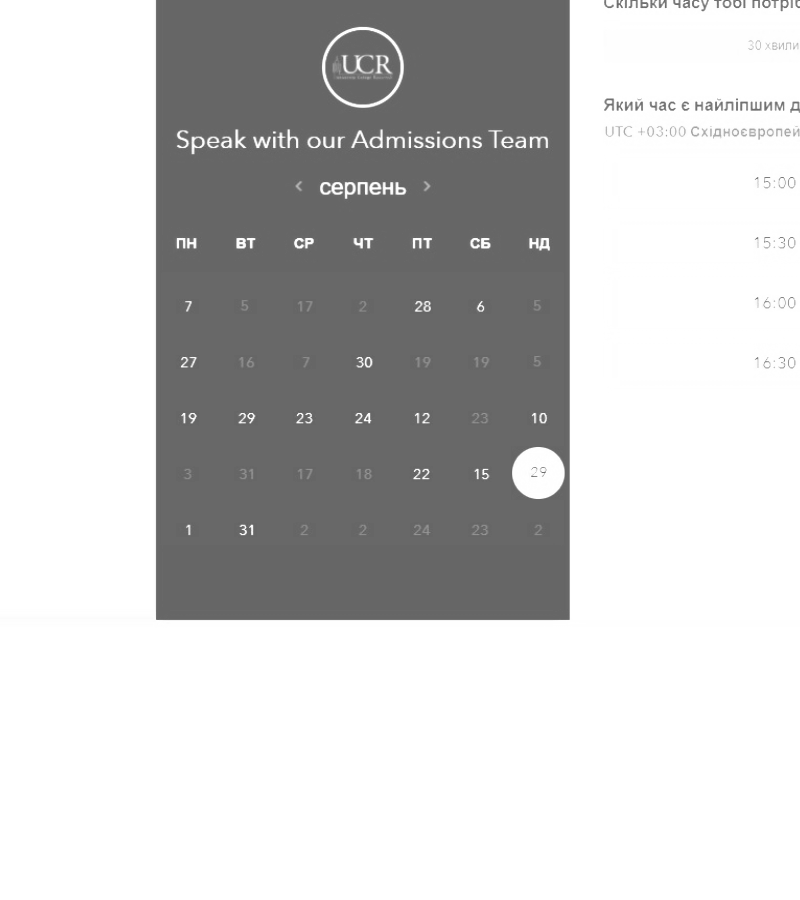 Скільки часу тобі
30
UCR
Який час є найліпшим
Speak with our Admissions Team
UTC +03:00
< серпень >
15:00
ПН ВТ СР ЧТ ПТ СБ НД
15:30
7 5 17 2 28 6 5
16:00
27 16 7 30 19 19 5
16:30
19 29 23 24 12 23 10
3 31 17 18 22 15 29
1 31 2 2 24 23 2